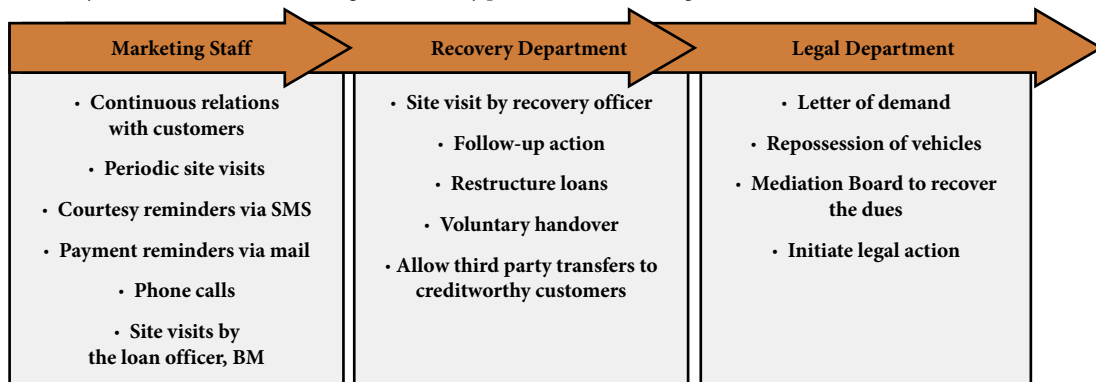 Marketing Staff
• Continuous relations
with customers
• Periodic site visits
• Courtesy reminders via SMS
• Payment reminders via mail
• Phone calls
• Site visits by
the loan officer, BM
Recovery Department
• Site visit by recovery officer
• Follow-up action
• Restructure loans
• Voluntary handover
• Allow third party transfers to
creditworthy customers
Legal Department
• Letter of demand
• Repossession of vehicles
• Mediation Board to recover
the dues
• Initiate legal action